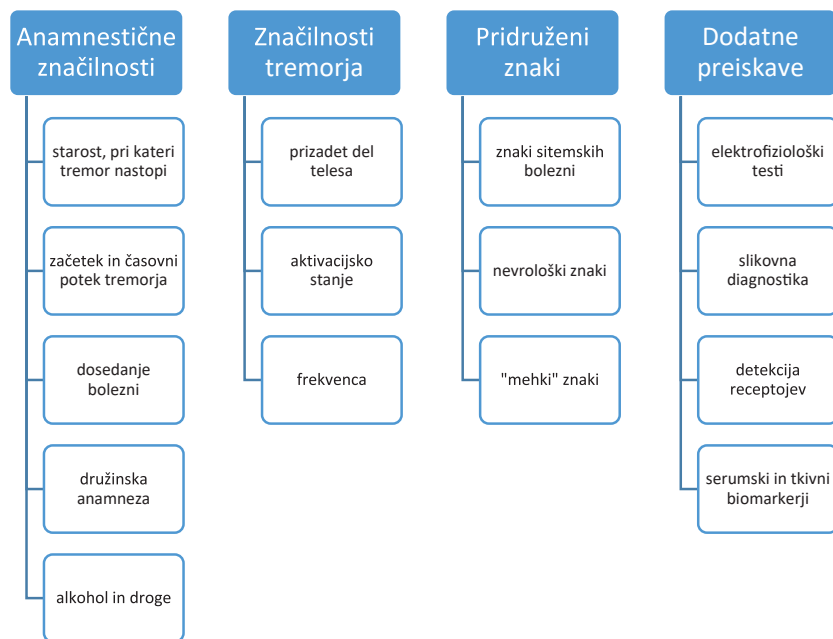 Anamnestične
značilnosti
starost, pri kateri
tremor nastopi
začetek in časovni
potek tremorja
dosedanje
bolezni
družinska
anamneza
alkohol in droge
Značilnosti
tremorja
prizadet del
telesa
aktivacijsko
stanje
frekvenca
Pridruženi
znaki
znaki sitemskih
bolezni
nevrološki znaki
"mehki" znaki
Dodatne
preiskave
elektrofiziološki
testi
slikovna
diagnostika
detekcija
receptojev
serumski in tkivni
biomarkerji